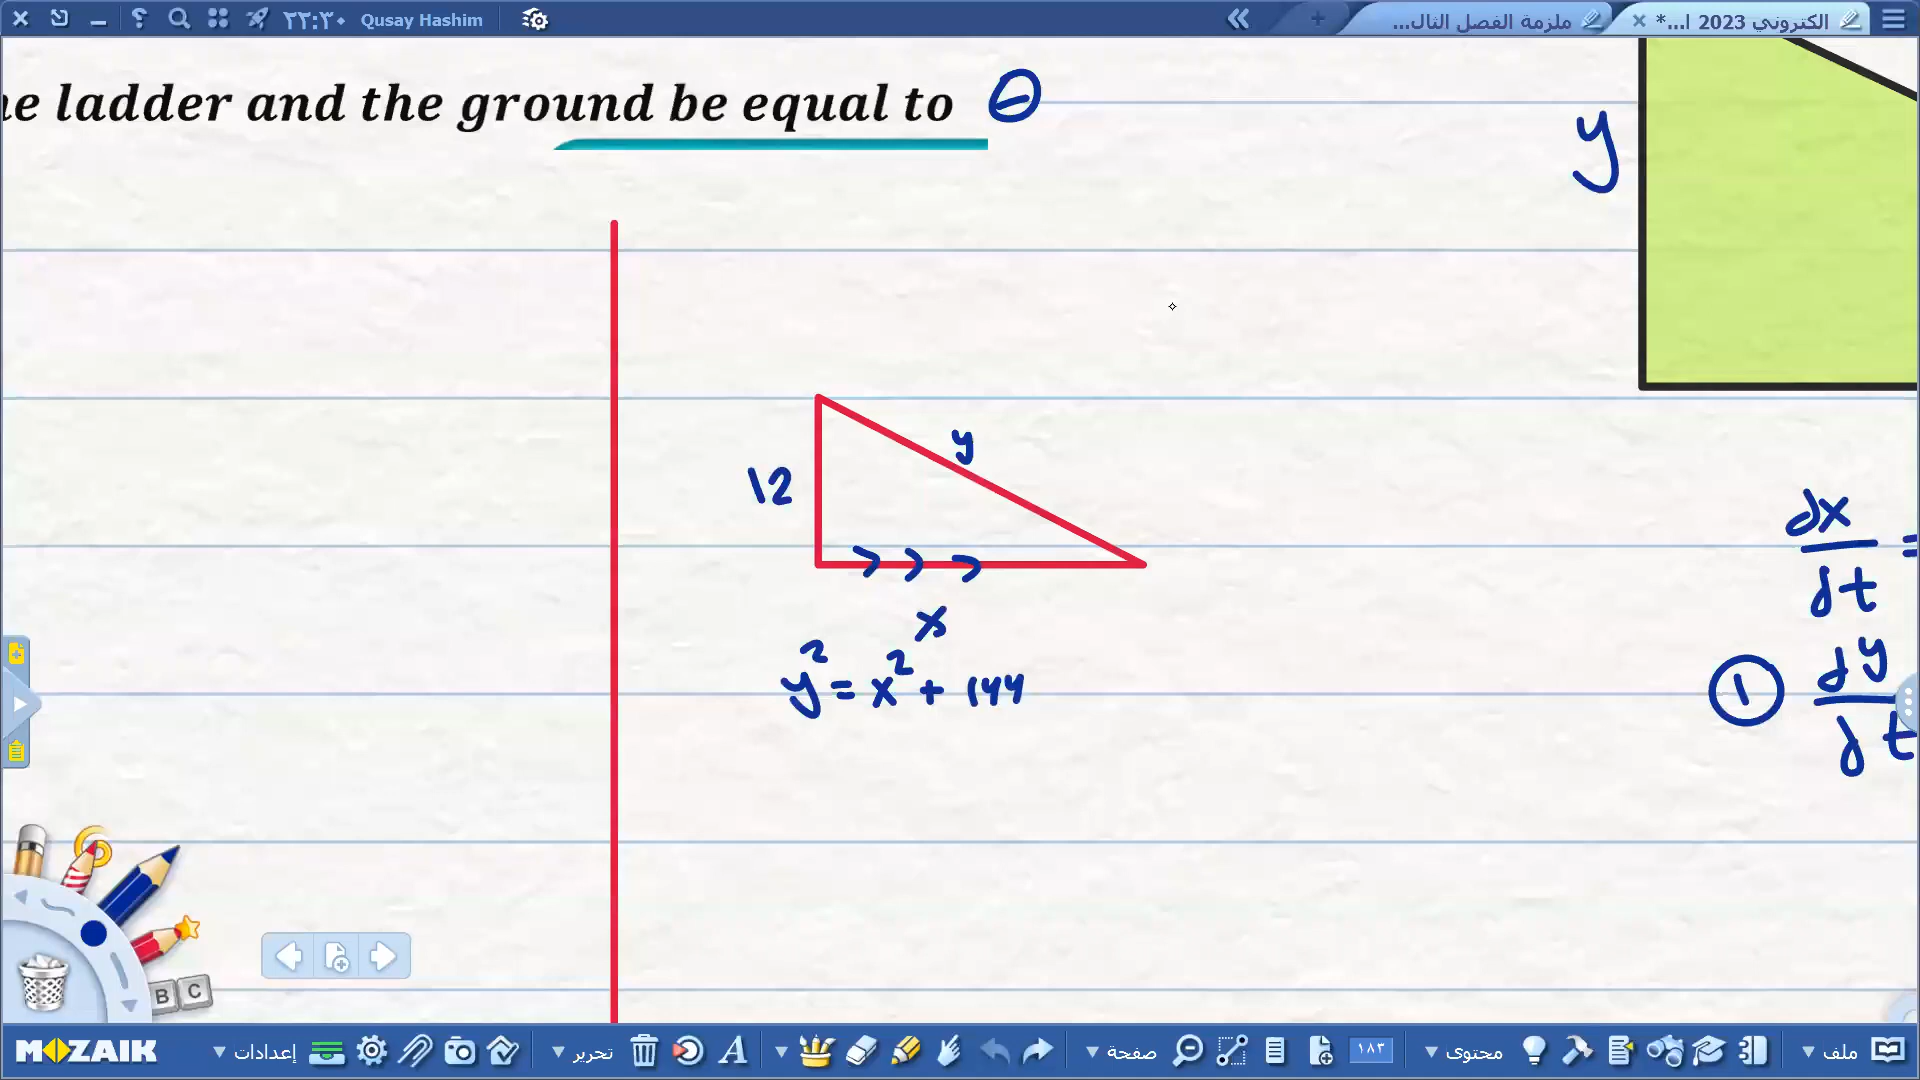 ٢٢:٣٠ Qusay Hashim
ملزمة الفصل الثال...
الكتروني 2023 ا...*
ne ladder and the ground be equal to θ
y
12
y
x
y² = x² + 144
dx/dt =
① dy/dt
B C
MOZAIK
إعدادات
تحرير
صفحة
١٨٣
محتوى
ملف